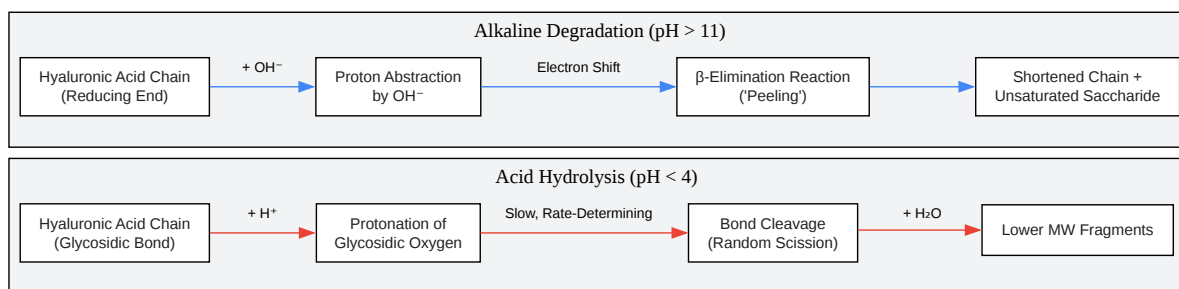 Alkaline Degradation (pH > 11)
Hyaluronic Acid Chain
(Reducing End)
+ OH⁻
Proton Abstraction
by OH⁻
Electron Shift
β-Elimination Reaction
('Peeling')
Shortened Chain +
Unsaturated Saccharide
Acid Hydrolysis (pH < 4)
Hyaluronic Acid Chain
(Glycosidic Bond)
+ H⁺
Protonation of
Glycosidic Oxygen
Slow, Rate-Determining
Bond Cleavage
(Random Scission)
+ H₂O
Lower MW Fragments